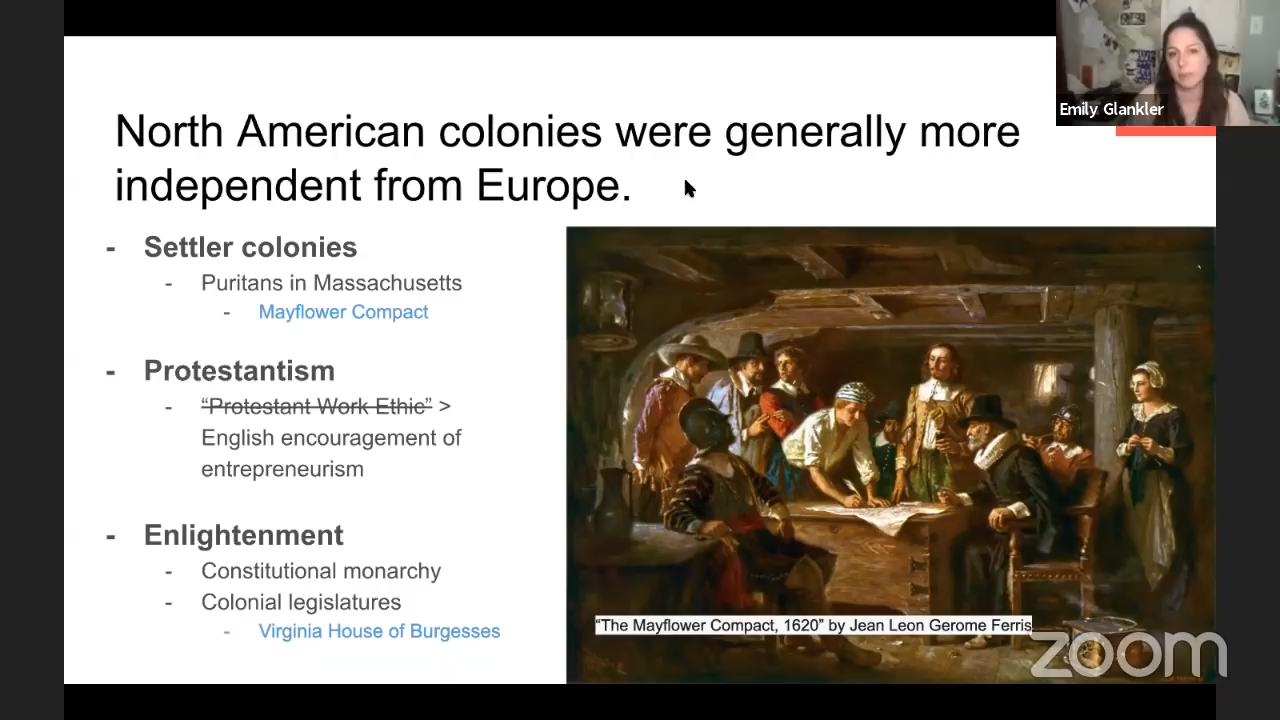 Emily Glankler
North American colonies were generally more
independent from Europe.
- Settler colonies
- Puritans in Massachusetts
- Mayflower Compact
- Protestantism
- “Protestant Work Ethic” >
English encouragement of
entrepreneurism
- Enlightenment
- Constitutional monarchy
- Colonial legislatures
- Virginia House of Burgesses
“The Mayflower Compact, 1620” by Jean Leon Gerome Ferris
zoom